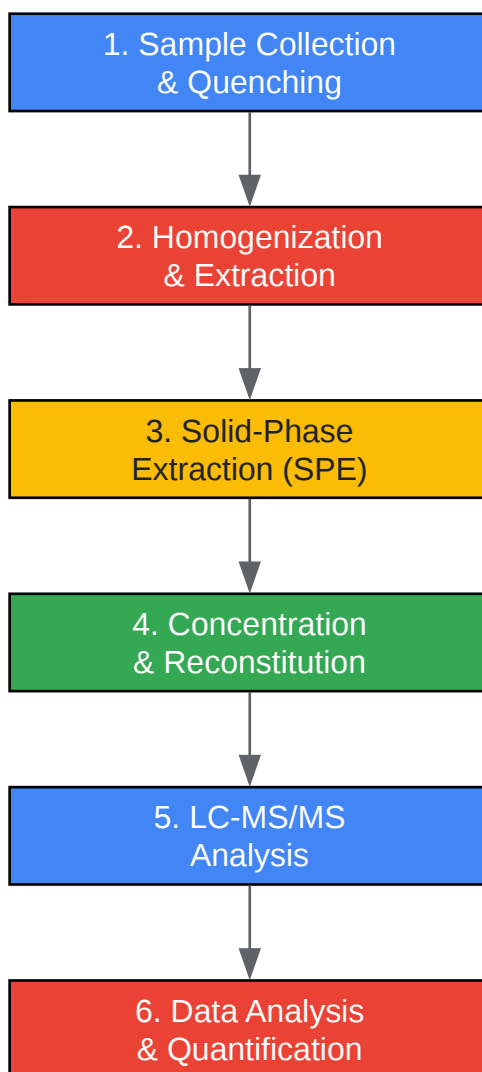 1. Sample Collection
& Quenching
2. Homogenization
& Extraction
3. Solid-Phase
Extraction (SPE)
4. Concentration
& Reconstitution
5. LC-MS/MS
Analysis
6. Data Analysis
& Quantification